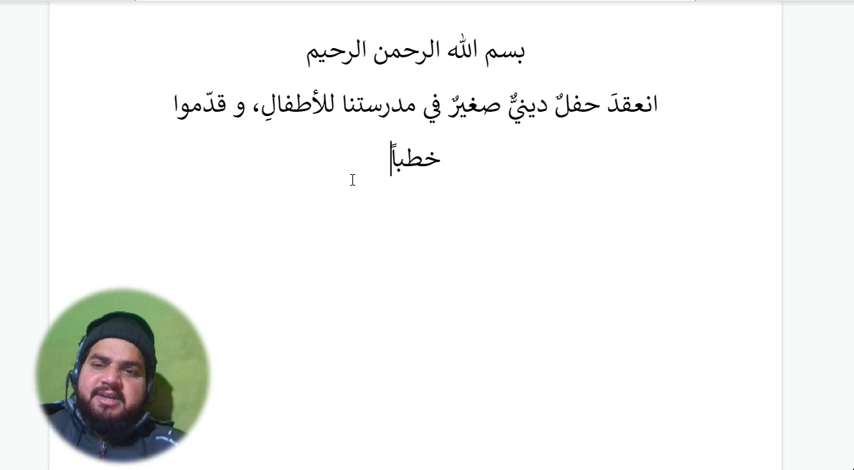 بسم الله الرحمن الرحيم
انعقدَ حفلٌ دينيٌّ صغيرٌ في مدرستنا للأطفالِ، و قدّموا
خطباً